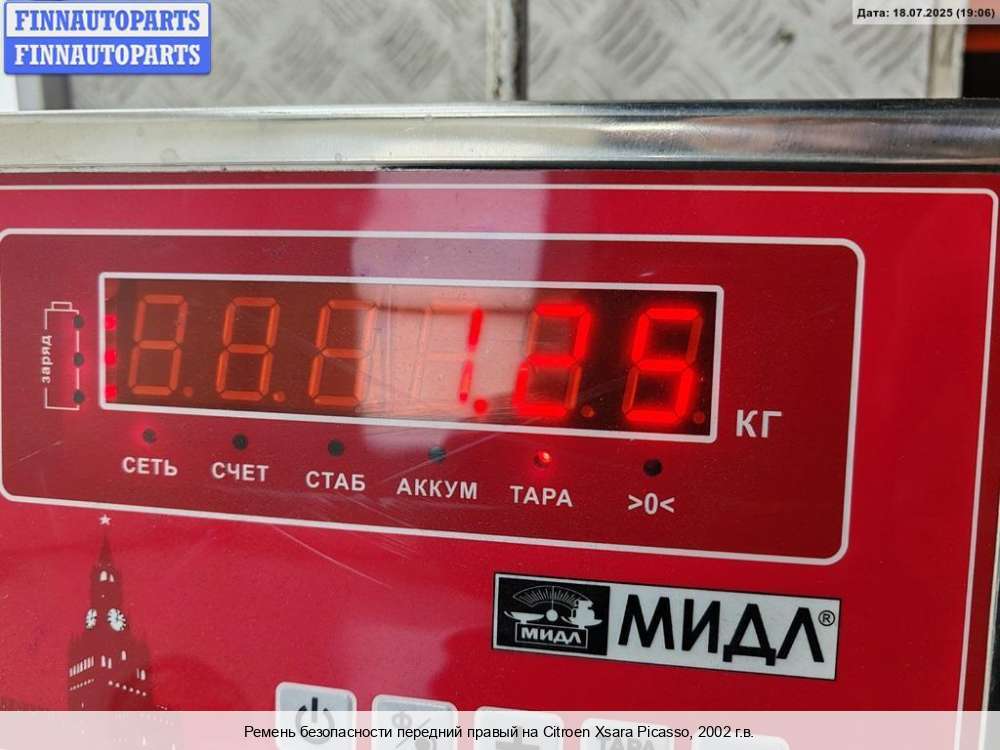 FINNAUTOPARTS
FINNAUTOPARTS
Дата: 18.07.2025 (19:06)
заряд
1.25
КГ
СЕТЬ СЧЕТ СТАБ АККУМ ТАРА >0<
МИДЛ МИДЛ®
ТАРА
Ремень безопасности передний правый на Citroen Xsara Picasso, 2002 г.в.